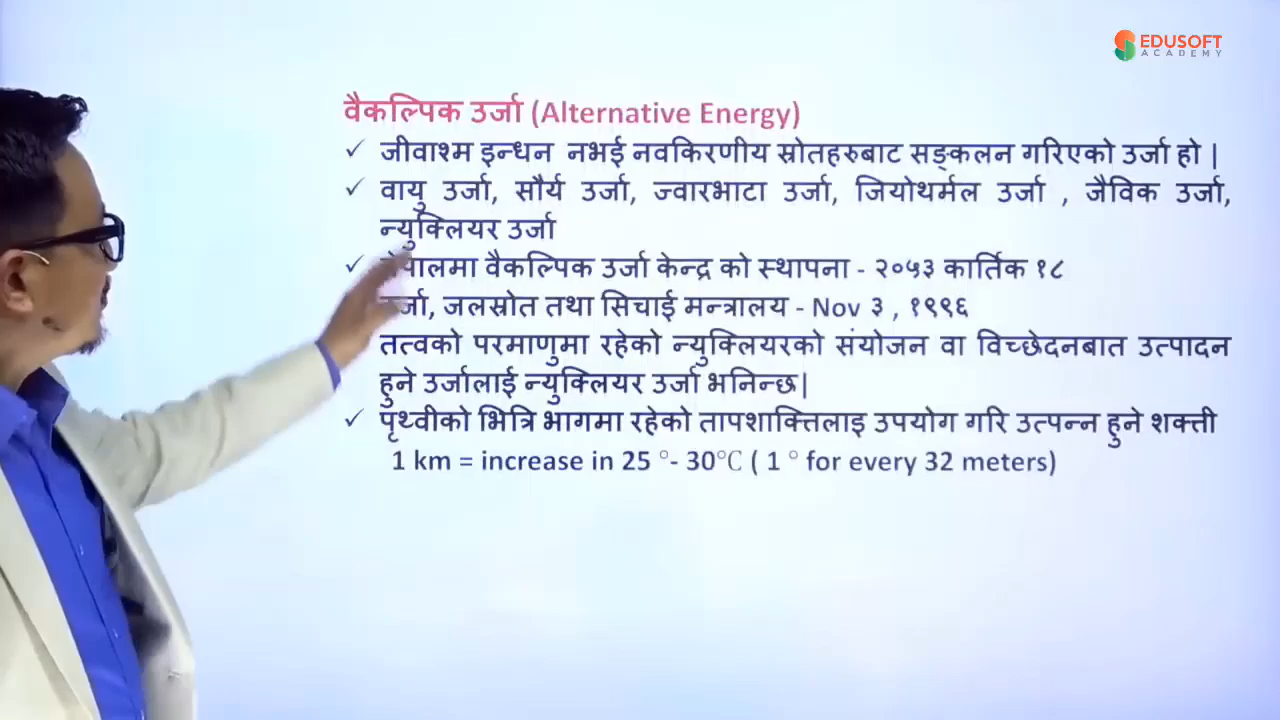 EDUSOFT
ACADEMY
वैकल्पिक उर्जा (Alternative Energy)
✓ जीवाश्म इन्धन नभई नवकिरणीय स्रोतहरुबाट सङ्कलन गरिएको उर्जा हो |
✓ वायु उर्जा, सौर्य उर्जा, ज्वारभाटा उर्जा, जियोथर्मल उर्जा , जैविक उर्जा,
न्युक्लियर उर्जा
✓ वैकल्पिक उर्जा केन्द्र को स्थापना - २०५३ कार्तिक १८
जलस्रोत तथा सिचाई मन्त्रालय - Nov ३ , १९९६
तत्वको परमाणुमा रहेको न्युक्लियरको संयोजन वा विच्छेदनबात उत्पादन
हुने उर्जालाई न्युक्लियर उर्जा भनिन्छ|
✓ पृथ्वीको भित्रि भागमा रहेको तापशाक्तिलाइ उपयोग गरि उत्पन्न हुने शक्ती
1 km = increase in 25 °- 30℃ ( 1 ° for every 32 meters)